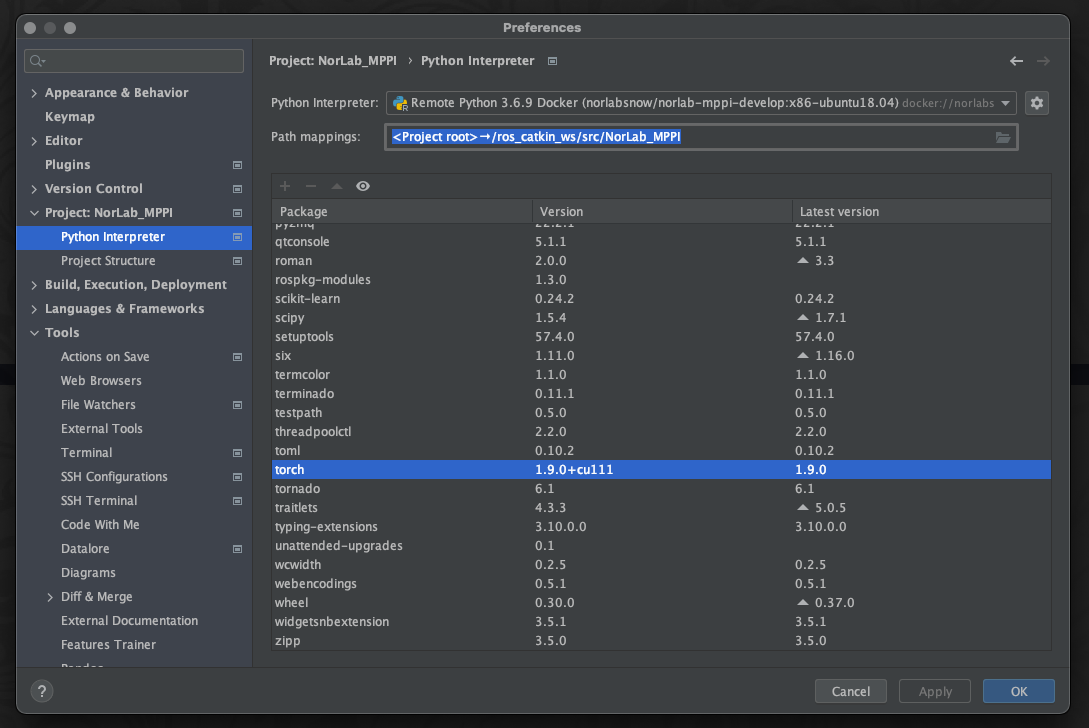 Preferences
Appearance & Behavior
Keymap
Editor
Plugins
Version Control
Project: NorLab_MPPI
Python Interpreter
Project Structure
Build, Execution, Deployment
Languages & Frameworks
Tools
Actions on Save
Web Browsers
File Watchers
External Tools
Terminal
SSH Configurations
SSH Terminal
Code With Me
Datalore
Diagrams
Diff & Merge
External Documentation
Features Trainer
Project: NorLab_MPPI › Python Interpreter
Python Interpreter: Remote Python 3.6.9 Docker (norlabsnow/norlab-mppi-develop:x86-ubuntu18.04) docker://norlabs
Path mappings: <Project root>→/ros_catkin_ws/src/NorLab_MPPI
Package Version Latest version
pyzmq 22.2.1 22.2.1
qtconsole 5.1.1 5.1.1
roman 2.0.0 3.3
rospkg-modules 1.3.0
scikit-learn 0.24.2 0.24.2
scipy 1.5.4 1.7.1
setuptools 57.4.0 57.4.0
six 1.11.0 1.16.0
termcolor 1.1.0 1.1.0
terminado 0.11.1 0.11.1
testpath 0.5.0 0.5.0
threadpoolctl 2.2.0 2.2.0
toml 0.10.2 0.10.2
torch 1.9.0+cu111 1.9.0
tornado 6.1 6.1
traitlets 4.3.3 5.0.5
typing-extensions 3.10.0.0 3.10.0.0
unattended-upgrades 0.1
wcwidth 0.2.5 0.2.5
webencodings 0.5.1 0.5.1
wheel 0.30.0 0.37.0
widgetsnbextension 3.5.1 3.5.1
zipp 3.5.0 3.5.0
? Cancel Apply OK